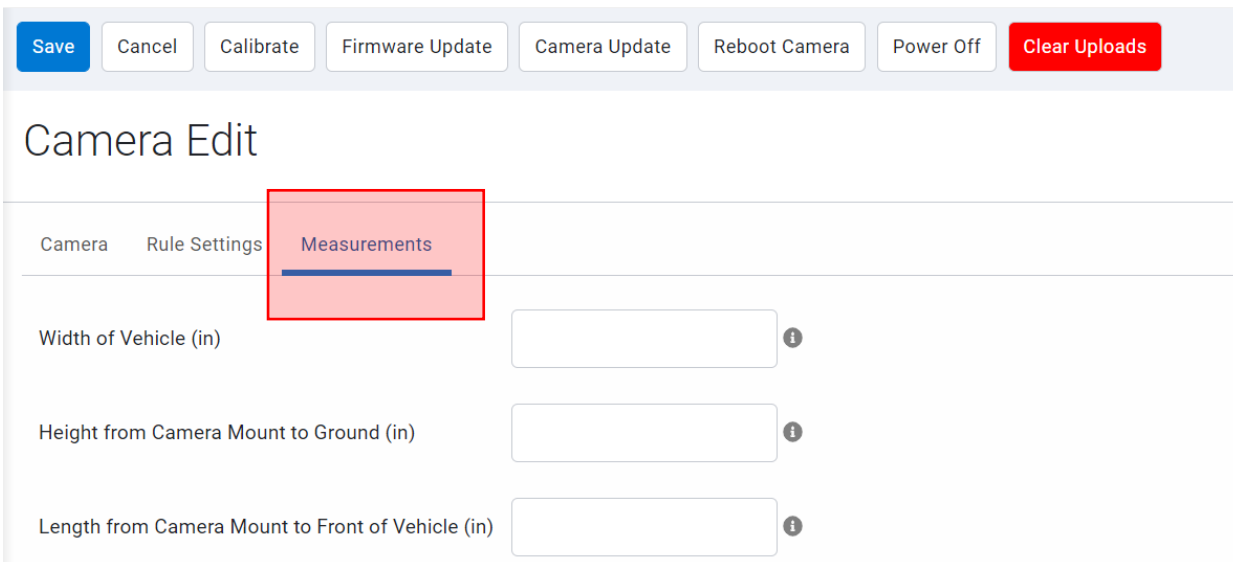 Save Cancel Calibrate Firmware Update Camera Update Reboot Camera Power Off Clear Uploads
Camera Edit
Camera Rule Settings Measurements
Width of Vehicle (in)
Height from Camera Mount to Ground (in)
Length from Camera Mount to Front of Vehicle (in)